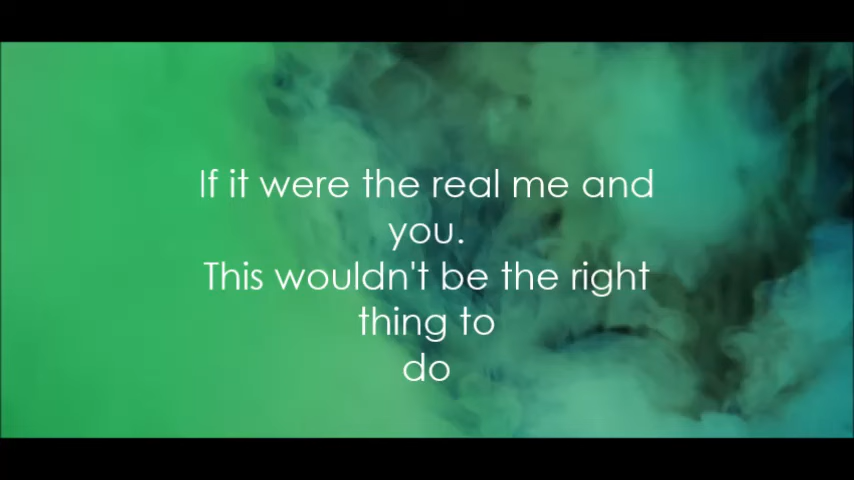 If it were the real me and
you.
This wouldn't be the right
thing to
do